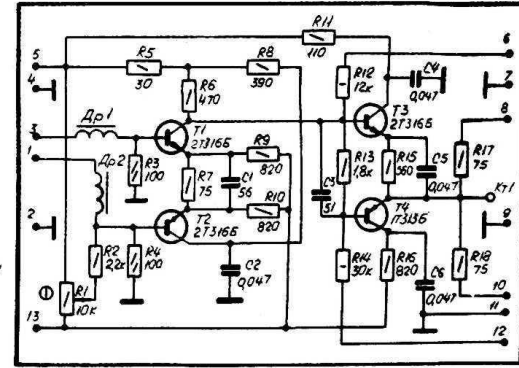 R11
110
6
5
R5
30
R8
390
R12
12к
C4
0,047
7
4
R6
470
8
Др1
T1
2Т316Б
T3
2Т316Б
3
R9
820
R17
75
1
Др2
R3
100
R7
75
C1
56
R13
1,8к
R15
560
C5
0,047
Кт1
R10
820
C3
51
T4
1Т313Б
2
T2
2Т316Б
9
R2
2,2к
R4
100
C2
0,047
R14
30к
R16
820
C6
0,047
R18
75
1
R1
10к
10
11
13
12